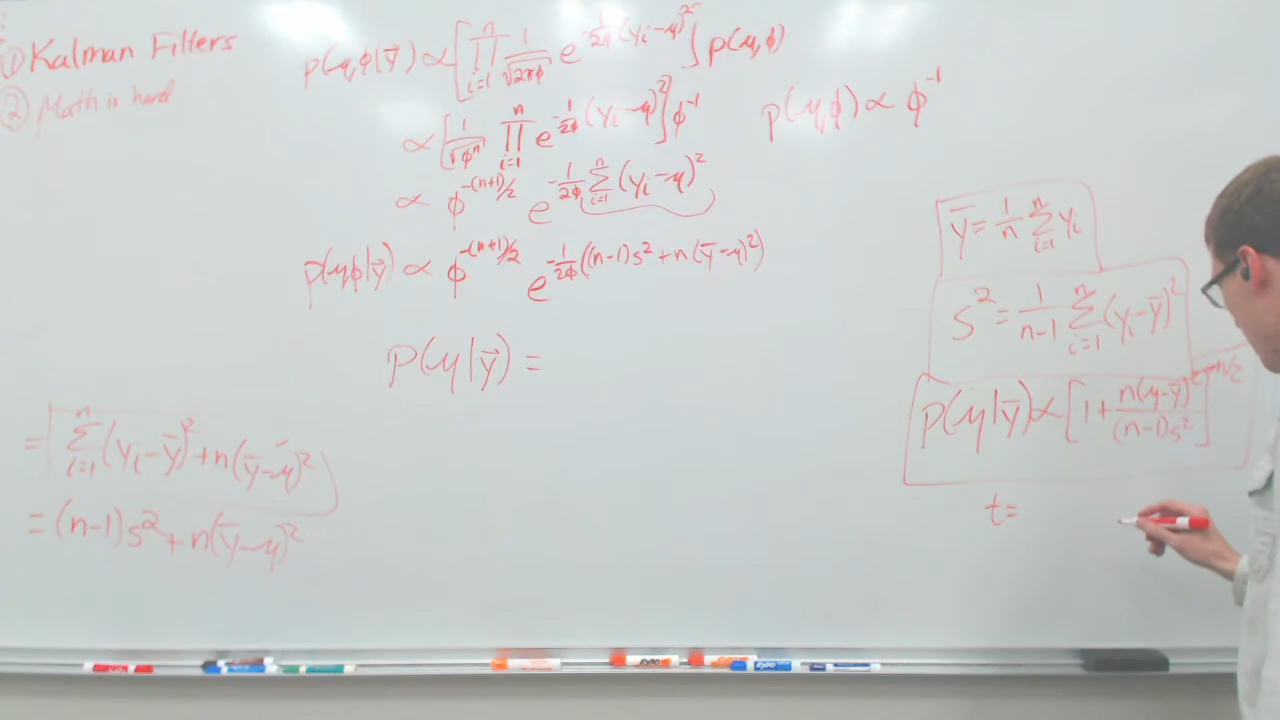 ① Kalman Filters
② Math is hard
p(μ,φ|y⃗) ∝ [∏_{i=1}^{n} 1/√(2πφ) e^{-1/2φ (y_i-μ)^2}] p(μ,φ)
∝ [1/√φ^n ∏_{i=1}^{n} e^{-1/2φ (y_i-μ)^2}] φ^{-1}
p(μ,φ) ∝ φ^{-1}
∝ φ^{-(n+1)/2} e^{-1/2φ Σ_{i=1}^{n} (y_i-μ)^2}
p(μ,φ|y⃗) ∝ φ^{-(n+1)/2} e^{-1/2φ ((n-1)s^2+n(ȳ-μ)^2)}
P(μ|y⃗) =
= Σ_{i=1}^{n} (y_i-ȳ)^2 + n(ȳ-μ)^2
= (n-1)s^2 + n(ȳ-μ)^2
ȳ = 1/n Σ_{i=1}^{n} y_i
s^2 = 1/(n-1) Σ_{i=1}^{n} (y_i-ȳ)^2
P(μ|y⃗) ∝ [1 + n(μ-ȳ)^2/((n-1)s^2)]^{-n/2}
t=
EXPO